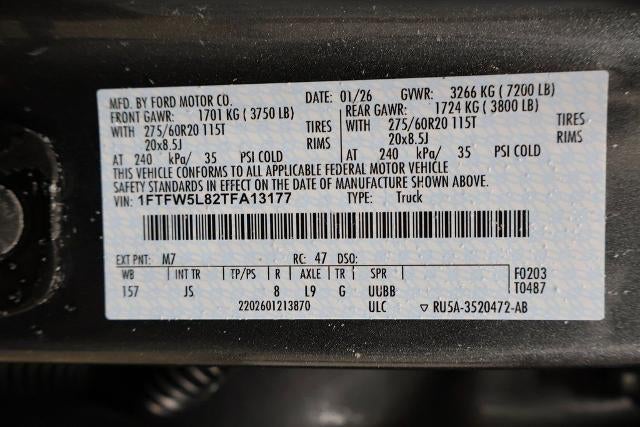 MFD. BY FORD MOTOR CO. DATE: 01/26 GVWR: 3266 KG ( 7200 LB)
FRONT GAWR: 1701 KG ( 3750 LB) REAR GAWR: 1724 KG ( 3800 LB)
WITH 275/60R20 115T TIRES WITH 275/60R20 115T TIRES
20x8.5J RIMS 20x8.5J RIMS
AT 240 kPa/ 35 PSI COLD AT 240 kPa/ 35 PSI COLD
THIS VEHICLE CONFORMS TO ALL APPLICABLE FEDERAL MOTOR VEHICLE
SAFETY STANDARDS IN EFFECT ON THE DATE OF MANUFACTURE SHOWN ABOVE.
VIN: 1FTFW5L82TFA13177 TYPE: Truck
EXT PNT: M7 RC: 47 DSO:
WB INT TR TP/PS R AXLE TR SPR F0203
157 JS 8 L9 G UUBB T0487
2202601213870 ULC ▽ RU5A-3520472-AB